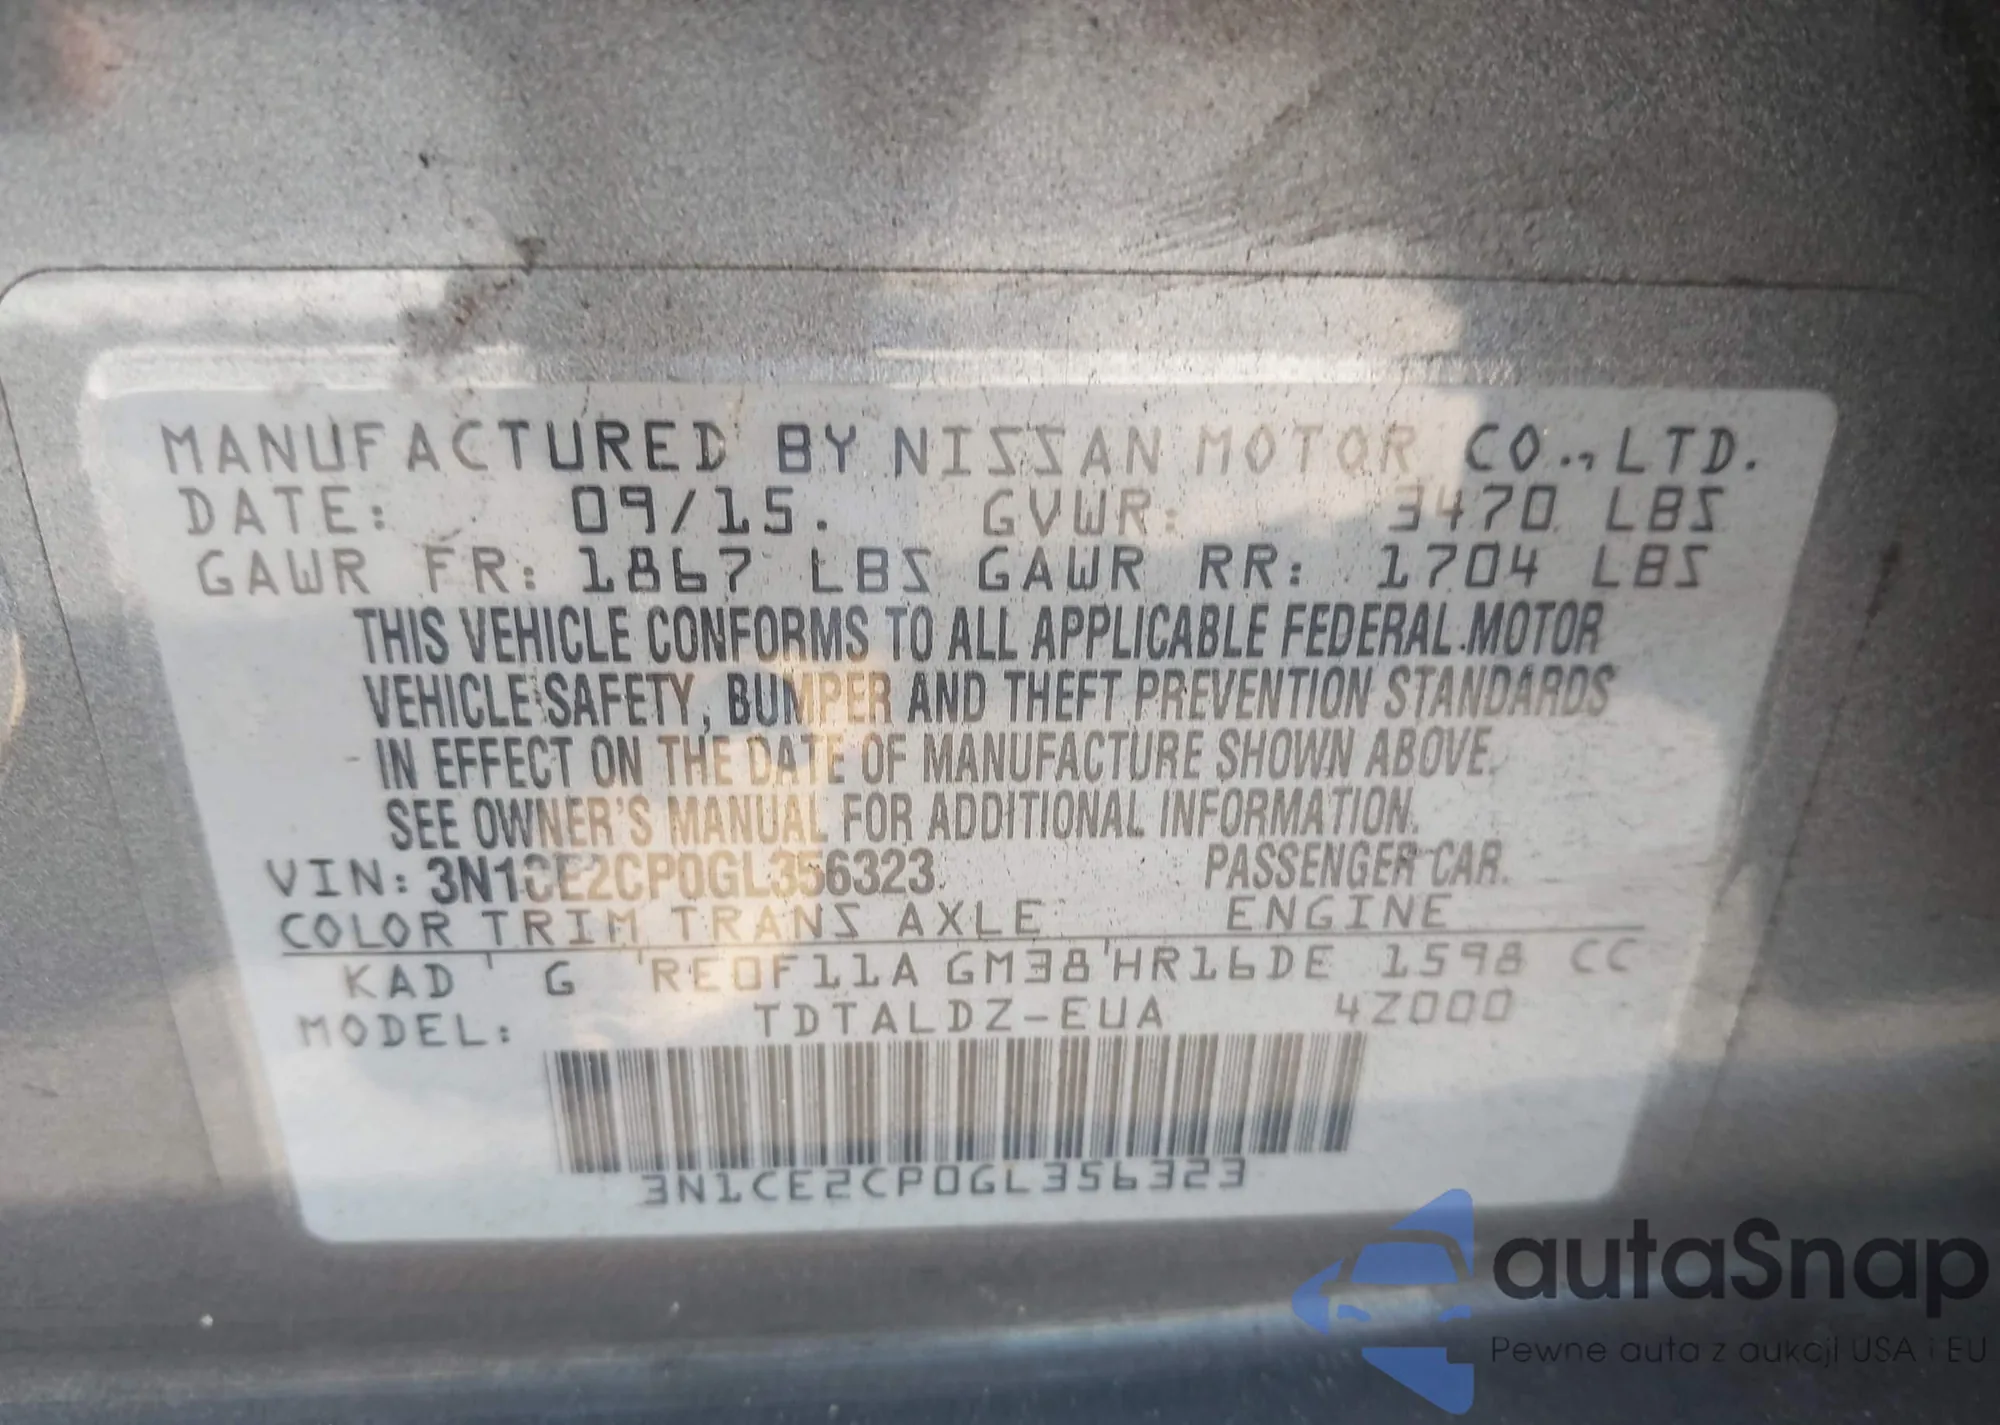 MANUFACTURED BY NISSAN MOTOR CO., LTD.
DATE: 09/15. GVWR: 3470 LBS
GAWR FR: 1867 LBS GAWR RR: 1704 LBS
THIS VEHICLE CONFORMS TO ALL APPLICABLE FEDERAL MOTOR
VEHICLE SAFETY, BUMPER AND THEFT PREVENTION STANDARDS
IN EFFECT ON THE DATE OF MANUFACTURE SHOWN ABOVE.
SEE OWNER'S MANUAL FOR ADDITIONAL INFORMATION.
VIN: 3N1CE2CP0GL356323. PASSENGER CAR.
COLOR TRIM TRANS AXLE ENGINE
KAD G RE0F11A GM38 HR16DE 1598 CC
MODEL: TDTALDZ-EUA 4Z000
3N1CE2CP0GL356323
autaSnap
Pewne auta z aukcji USA i EU